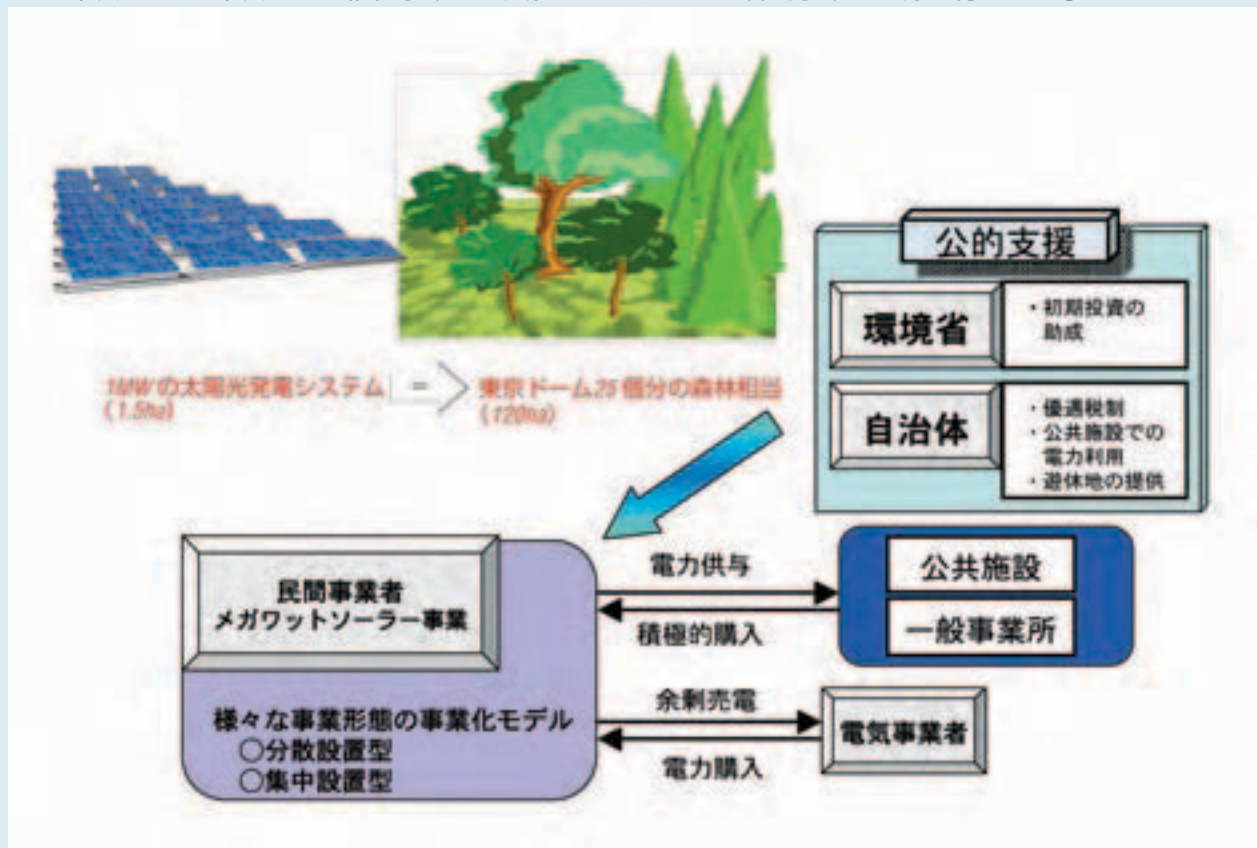 1MWの太陽光発電システム
(1.5ha)
=
東京ドーム25個分の森林相当
(120ha)
公的支援
環境省
・初期投資の
助成
自治体
・優遇税制
・公共施設での
電力利用
・遊休地の提供
民間事業者
メガワットソーラー事業
様々な事業形態の事業化モデル
○分散設置型
○集中設置型
電力供与
積極的購入
公共施設
一般事業所
余剰売電
電力購入
電気事業者